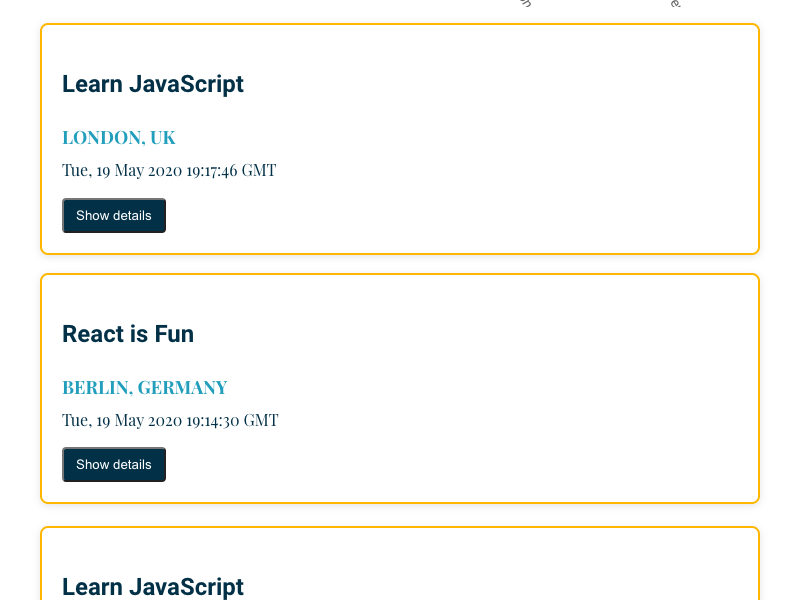 Learn JavaScript
LONDON, UK
Tue, 19 May 2020 19:17:46 GMT
Show details
React is Fun
BERLIN, GERMANY
Tue, 19 May 2020 19:14:30 GMT
Show details
Learn JavaScript